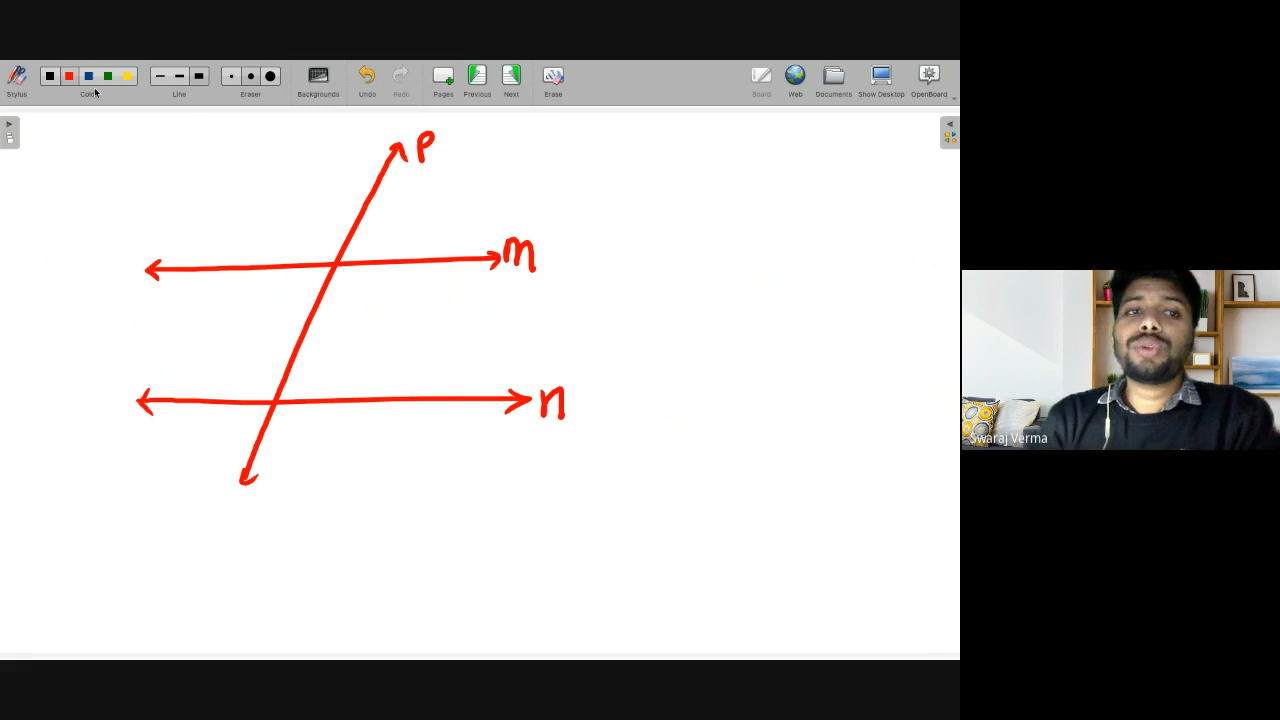 Stylus Color Line Eraser Backgrounds Undo Redo Pages Previous Next Erase Board Web Documents Show Desktop OpenBoard
p
m
n
Swaraj Verma